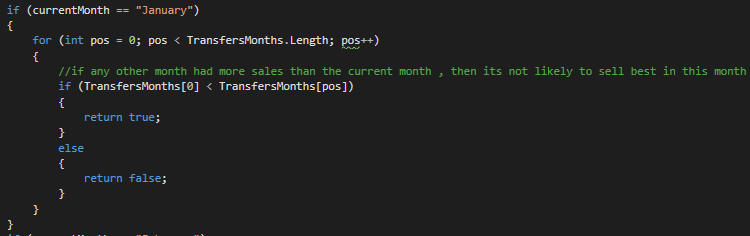 if (currentMonth == "January")
{
for (int pos = 0; pos < TransfersMonths.Length; pos++)
{
//if any other month had more sales than the current month , then its not likely to sell best in this month
if (TransfersMonths[0] < TransfersMonths[pos])
{
return true;
}
else
{
return false;
}
}
}